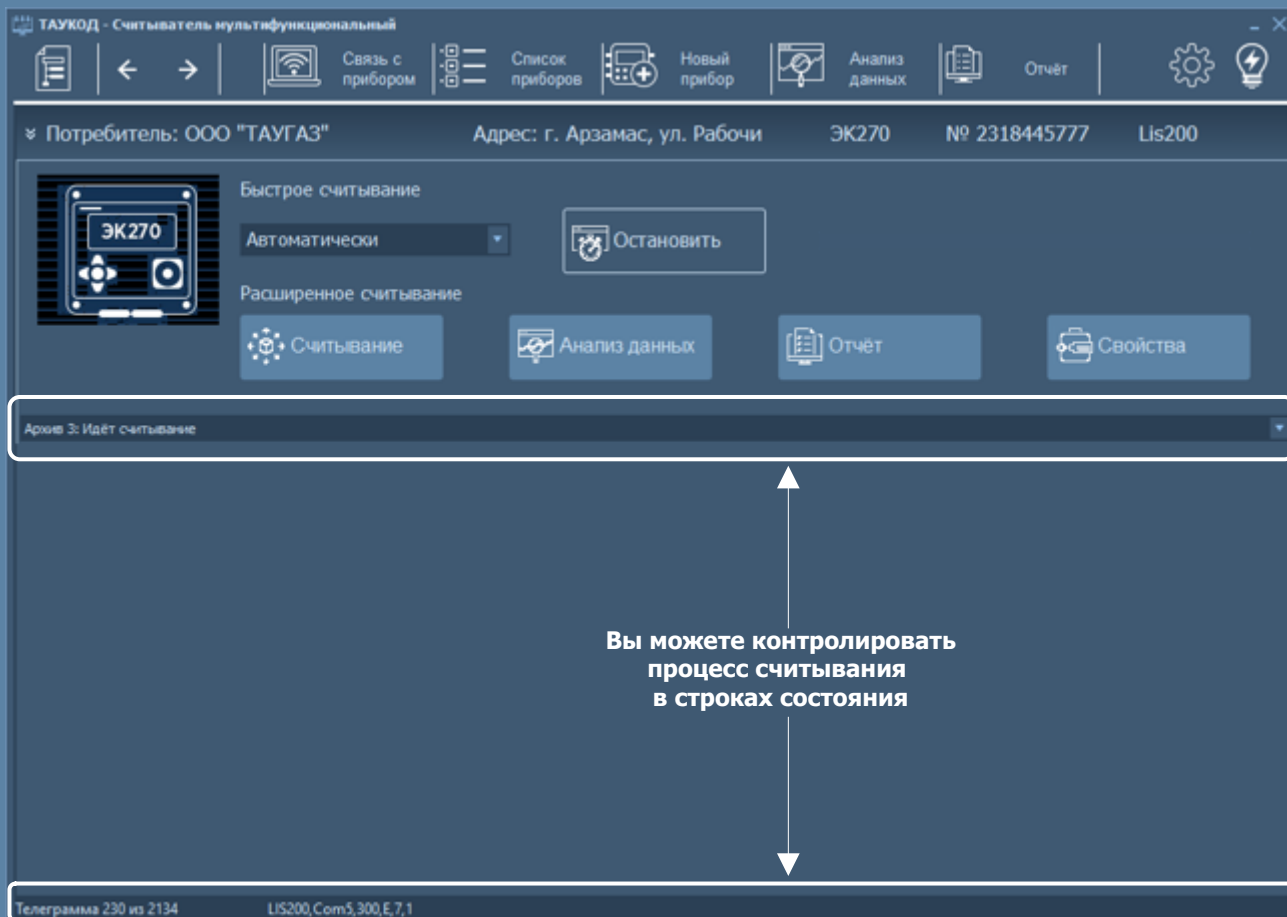 ТАУКОД - Считыватель мультифункциональный
Связь с прибором
Список приборов
Новый прибор
Анализ данных
Отчёт
Потребитель: ООО "ТАУГАЗ" Адрес: г. Арзамас, ул. Рабочи ЭК270 № 2318445777 Lis200
ЭК270
Быстрое считывание
Автоматически
Остановить
Расширенное считывание
Считывание
Анализ данных
Отчёт
Свойства
Архив 3: Идёт считывание
Вы можете контролировать
процесс считывания
в строках состояния
Телеграмма 230 из 2134 LIS200,Com5,300,E,7,1